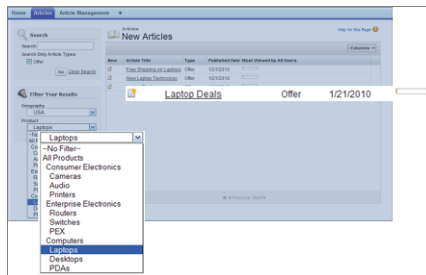 Home Articles Article Management +
Search
Search
Search Only Article Types
Offer
Go Clear Search
Filter Your Results
Geography
USA
Product
Laptops
Articles
New Articles
Help for this Page
Columns
New Article Title Type Published Date Most Viewed by All Users
Free Shipping on Laptops Offer 1/21/2010
New Laptop Technology Offer 1/21/2010
Laptop Deals Offer 1/21/2010
Laptops
--No Filter--
All Products
Consumer Electronics
Cameras
Audio
Printers
Enterprise Electronics
Routers
Switches
PEX
Computers
Laptops
Desktops
PDAs